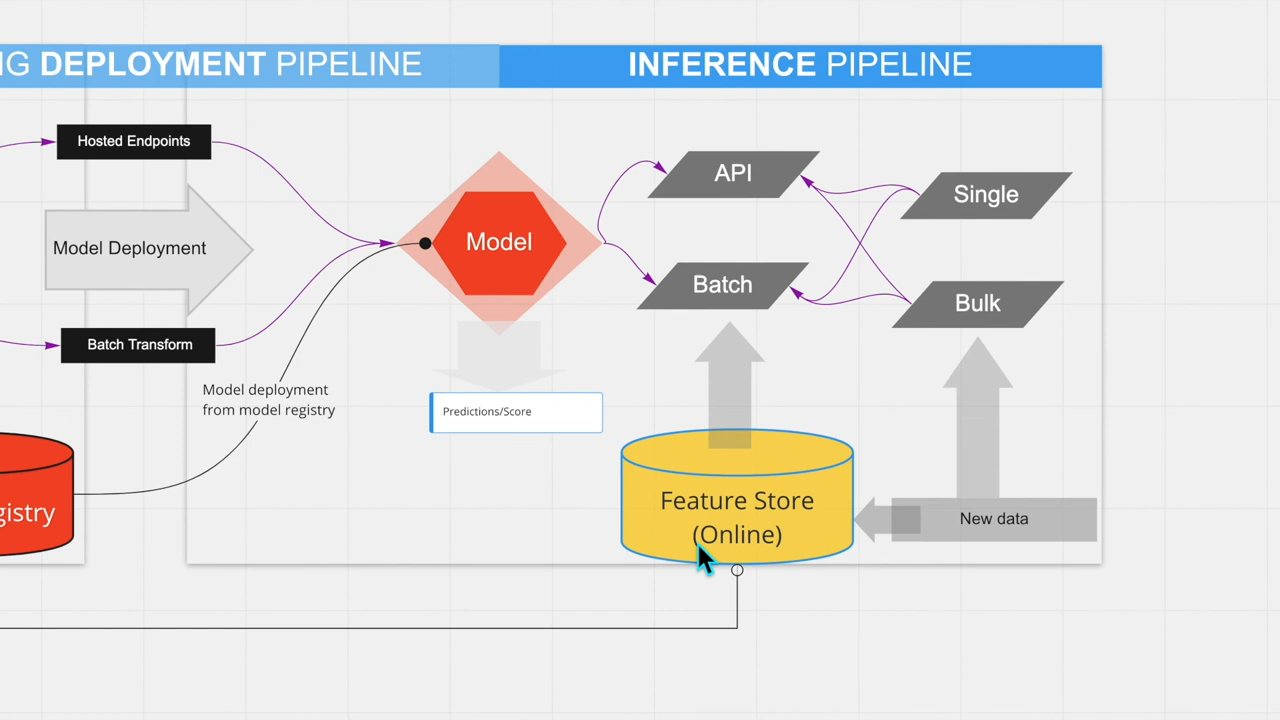 NG DEPLOYMENT PIPELINE
INFERENCE PIPELINE
Hosted Endpoints
Model Deployment
Batch Transform
Model deployment
from model registry
gistry
Model
Predictions/Score
API
Batch
Single
Bulk
Feature Store
(Online)
New data